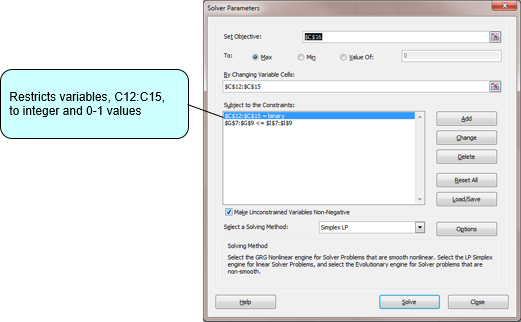 Solver Parameters
Set Objective:
$C$16
To:
Max
Min
Value Of:
0
By Changing Variable Cells:
$C$12:$C$15
Subject to the Constraints:
$C$12:$C$15 = binary
$G$7:$G$9 <= $I$7:$I$9
Add
Change
Delete
Reset All
Load/Save
Restricts variables, C12:C15,
to integer and 0-1 values
Make Unconstrained Variables Non-Negative
Select a Solving Method:
Simplex LP
Options
Solving Method
Select the GRG Nonlinear engine for Solver Problems that are smooth nonlinear. Select the LP Simplex
engine for linear Solver Problems, and select the Evolutionary engine for Solver problems that are
non-smooth.
Help
Solve
Close